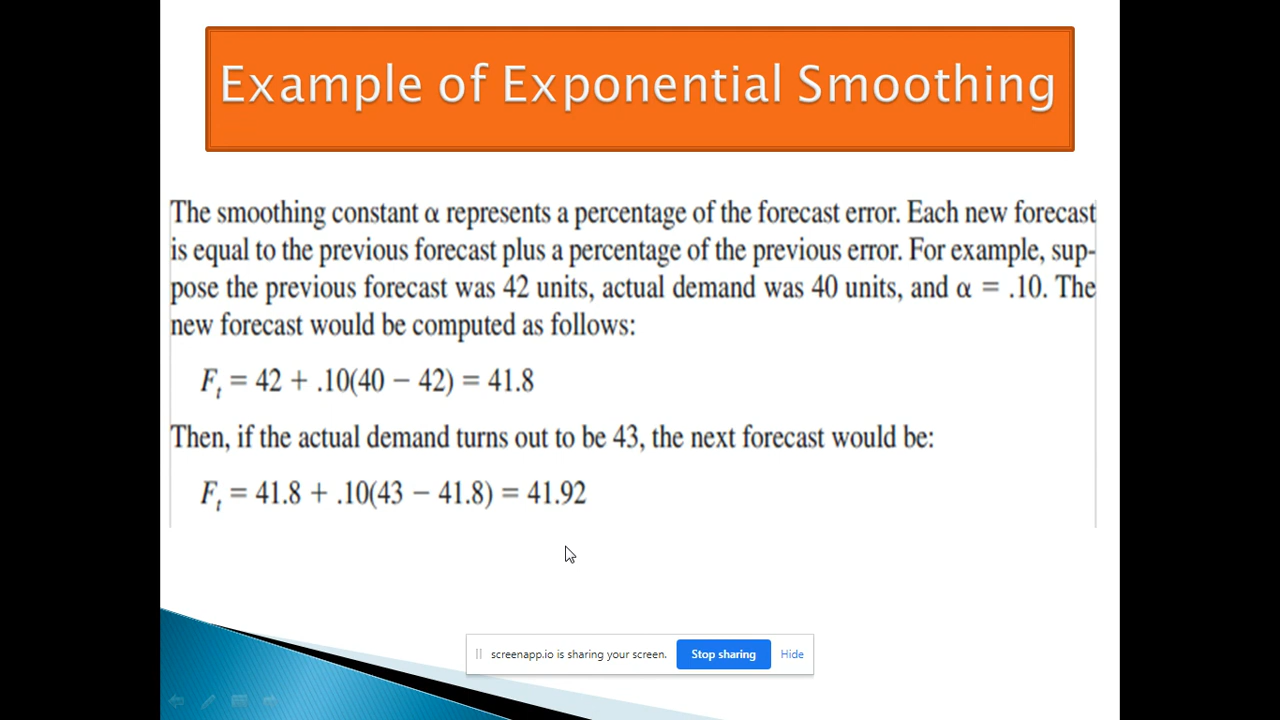 Example of Exponential Smoothing
The smoothing constant α represents a percentage of the forecast error. Each new forecast
is equal to the previous forecast plus a percentage of the previous error. For example, sup-
pose the previous forecast was 42 units, actual demand was 40 units, and α = .10. The
new forecast would be computed as follows:
Fₜ = 42 + .10(40 − 42) = 41.8
Then, if the actual demand turns out to be 43, the next forecast would be:
Fₜ = 41.8 + .10(43 − 41.8) = 41.92
screenapp.io is sharing your screen. Stop sharing Hide